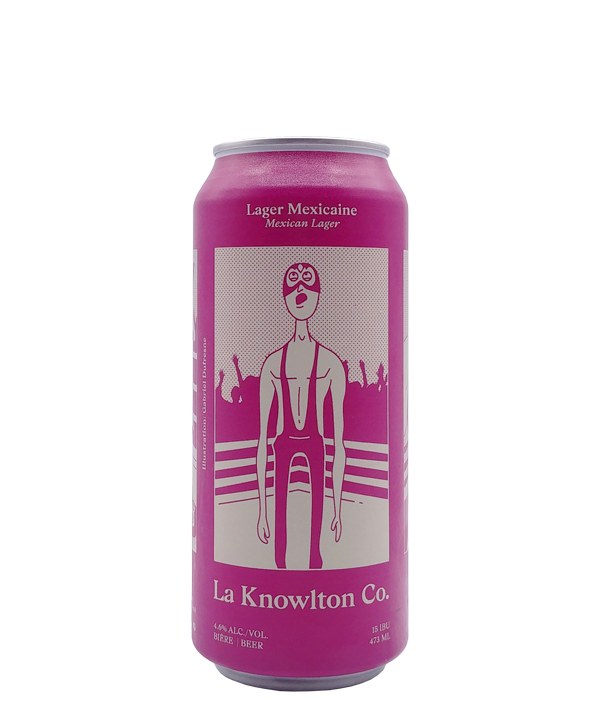 Lager Mexicaine
Mexican Lager
Illustration: Gabriel Dufresne
La Knowlton Co.
4.6% ALC./VOL.
BIÈRE | BEER
15 IBU
473 ML